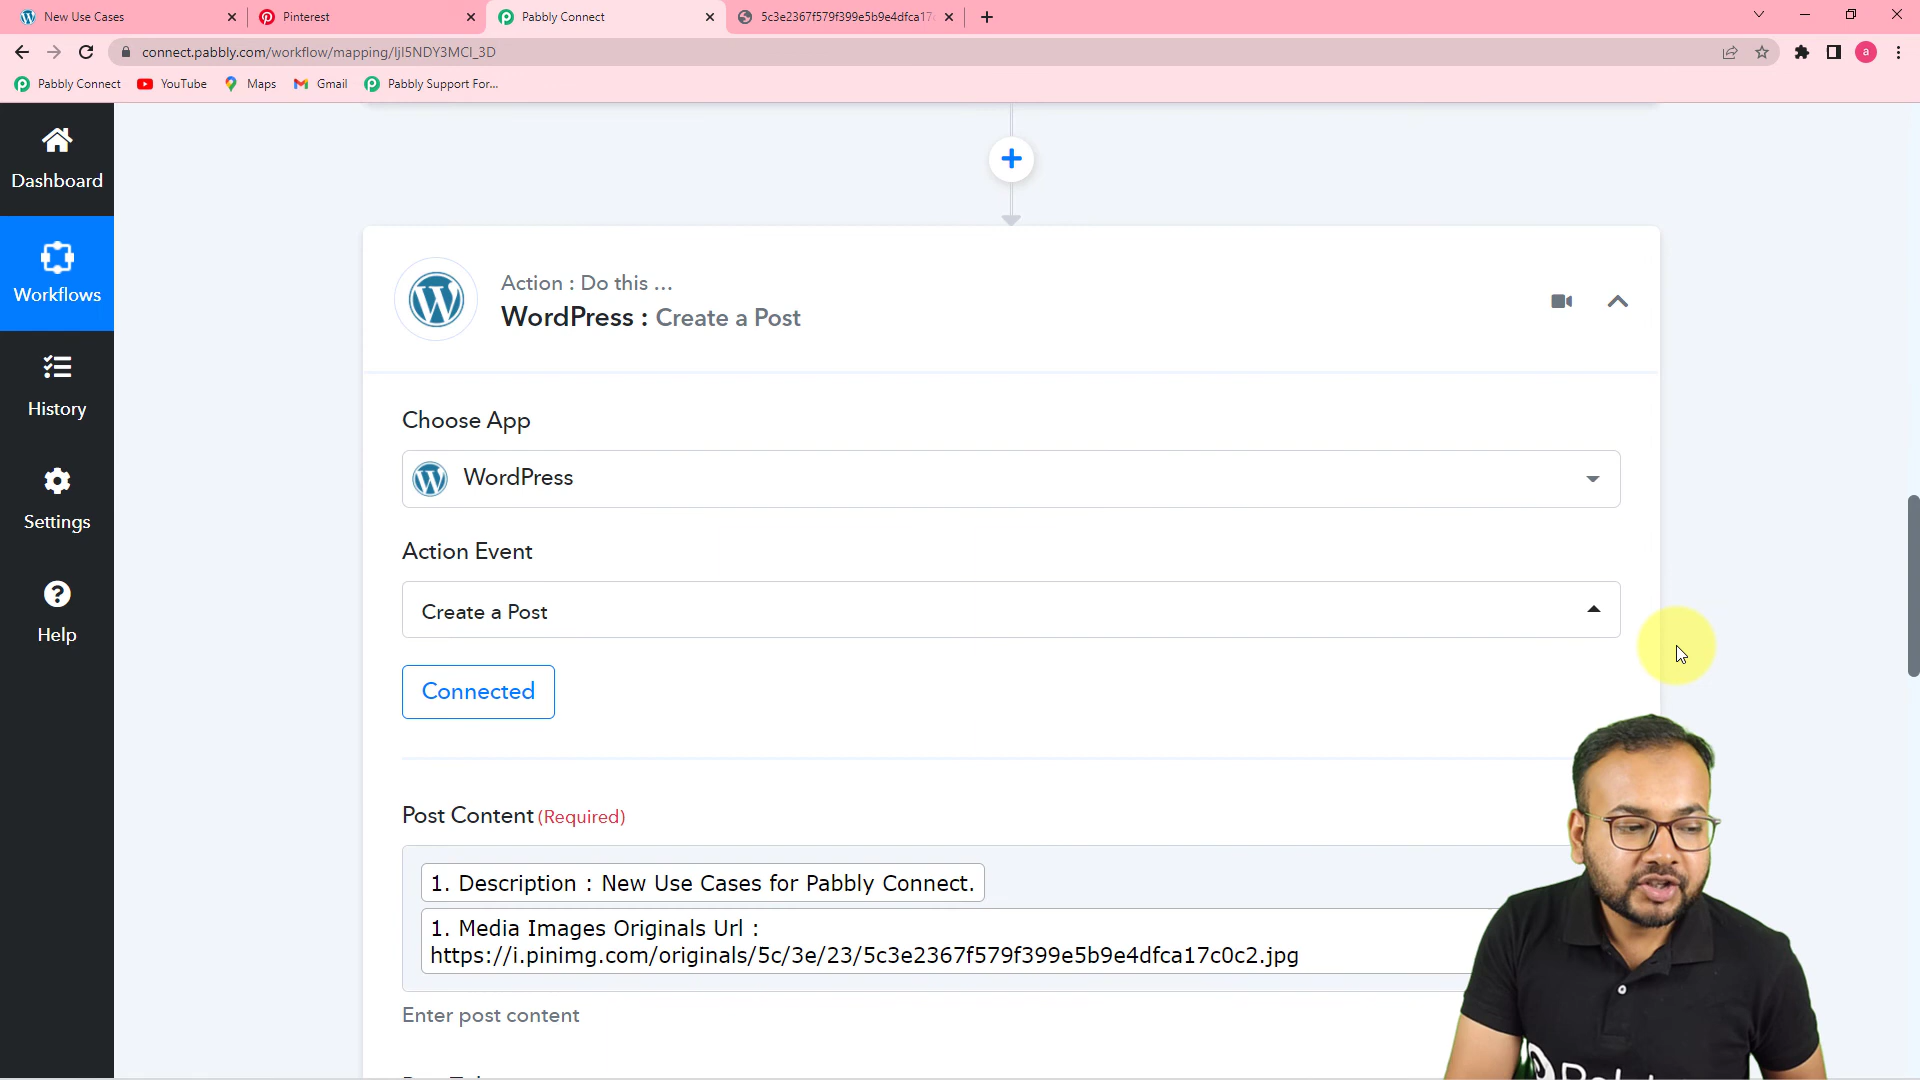 New Use Cases
Pinterest
Pabbly Connect
5c3e2367f579f399e5b9e4dfca17
connect.pabbly.com/workflow/mapping/IjI5NDY3MCI_3D
a
Pabbly Connect
YouTube
Maps
Gmail
Pabbly Support For...
Dashboard
Workflows
History
Settings
Help
Action : Do this ...
WordPress : Create a Post
Choose App
WordPress
Action Event
Create a Post
Connected
Post Content (Required)
1. Description : New Use Cases for Pabbly Connect.
1. Media Images Originals Url :
https://i.pinimg.com/originals/5c/3e/23/5c3e2367f579f399e5b9e4dfca17c0c2.jpg
Enter post content